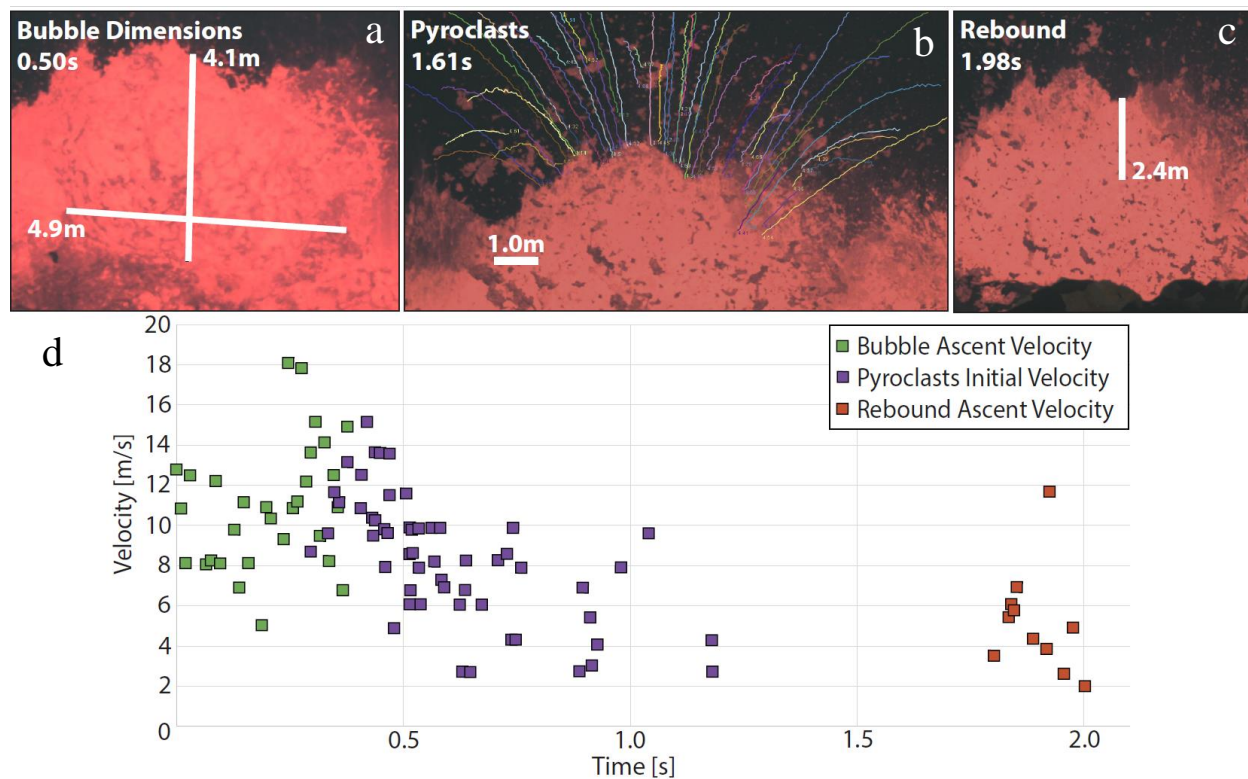 Bubble Dimensions
a
0.50s
4.1m
4.9m
Pyroclasts
b
1.61s
1.0m
Rebound
c
1.98s
2.4m
d
Bubble Ascent Velocity
Pyroclasts Initial Velocity
Rebound Ascent Velocity
Velocity [m/s]
20
18
16
14
12
10
8
6
4
2
0
0.5
1.0
1.5
2.0
Time [s]